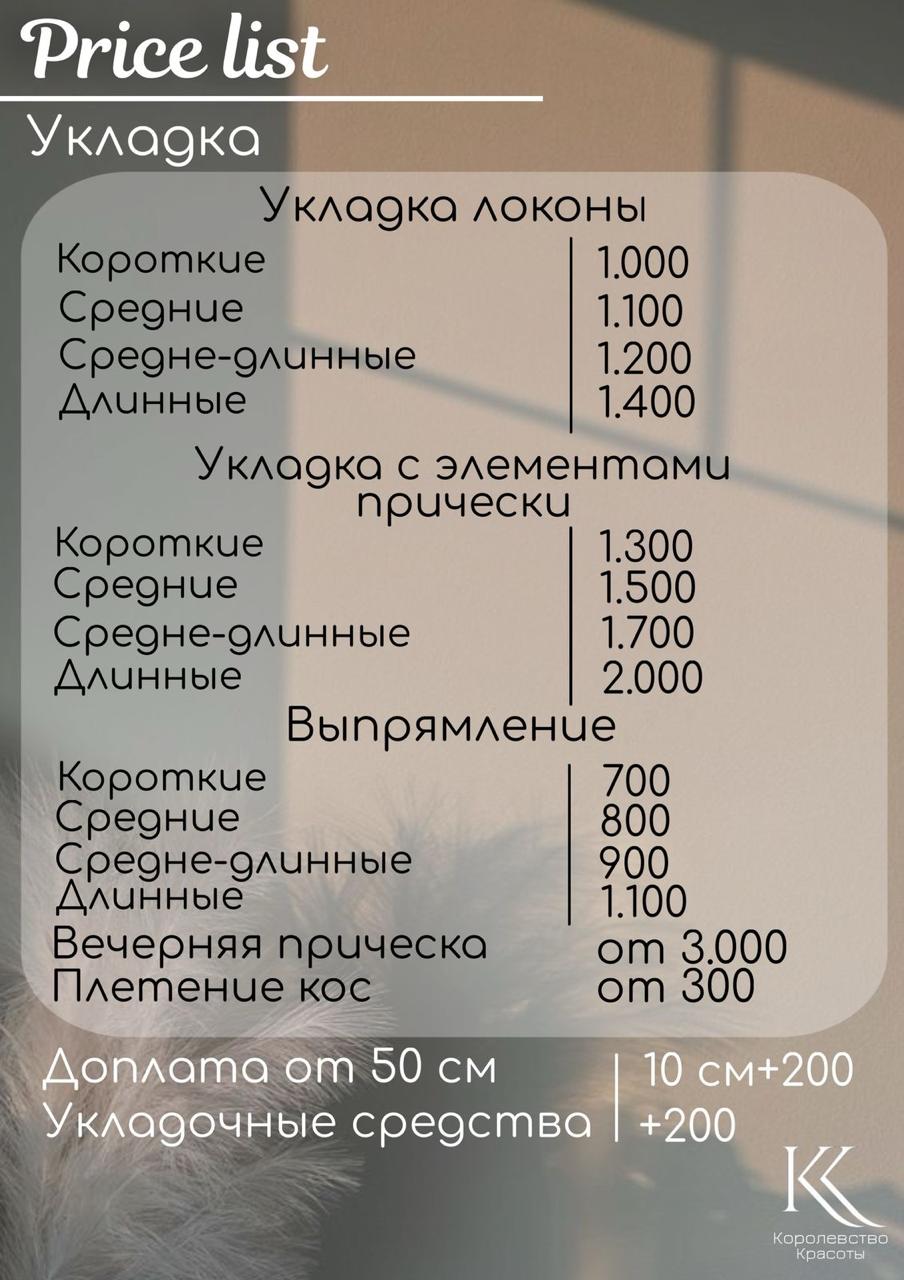 Price list
Укладка
Укладка локоны
Короткие 1.000
Средние 1.100
Средне-длинные 1.200
Длинные 1.400
Укладка с элементами
прически
Короткие 1.300
Средние 1.500
Средне-длинные 1.700
Длинные 2.000
Выпрямление
Короткие 700
Средние 800
Средне-длинные 900
Длинные 1.100
Вечерняя прическа от 3.000
Плетение кос от 300
Доплата от 50 см 10 см+200
Укладочные средства +200
КК
Королевство
Красоты